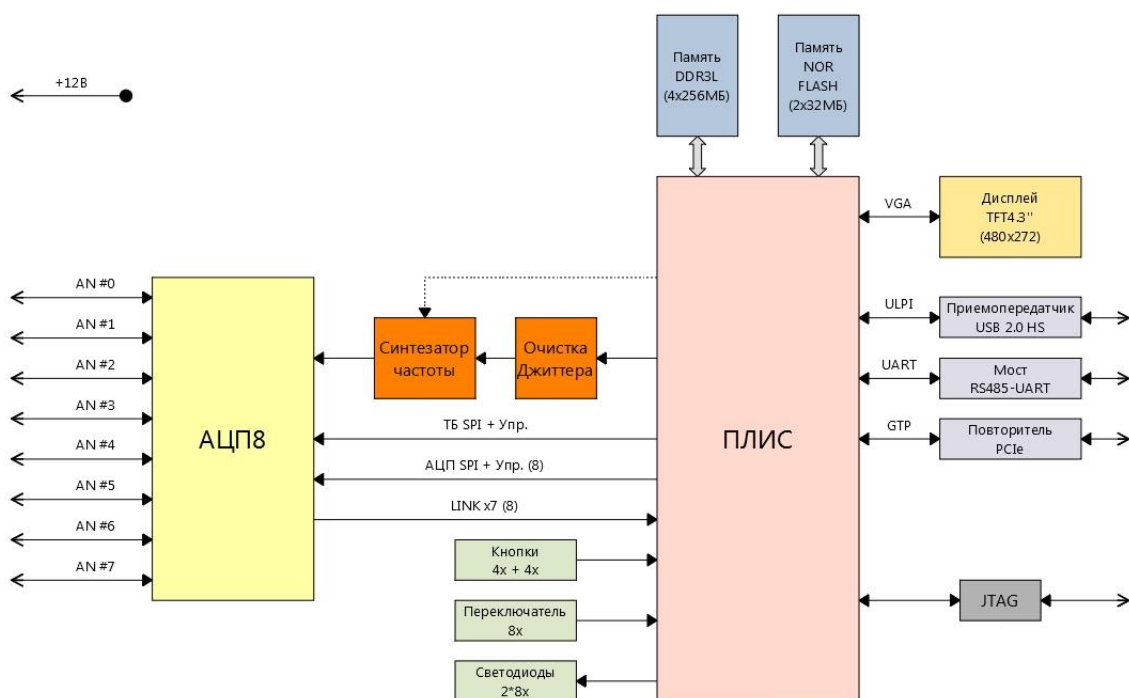 Память
DDR3L
(4x256МБ)
Память
NOR
FLASH
(2x32МБ)
+12В
VGA
Дисплей
TFT4.3''
(480x272)
AN #0
AN #1
AN #2
AN #3
AN #4
AN #5
AN #6
AN #7
АЦП8
Синтезатор
частоты
Очистка
Джиттера
ПЛИС
ULPI
Приемопередатчик
USB 2.0 HS
UART
Мост
RS485-UART
GTP
Повторитель
PCIe
ТБ SPI + Упр.
АЦП SPI + Упр. (8)
LINK x7 (8)
Кнопки
4x + 4x
Переключатель
8x
Светодиоды
2*8x
JTAG